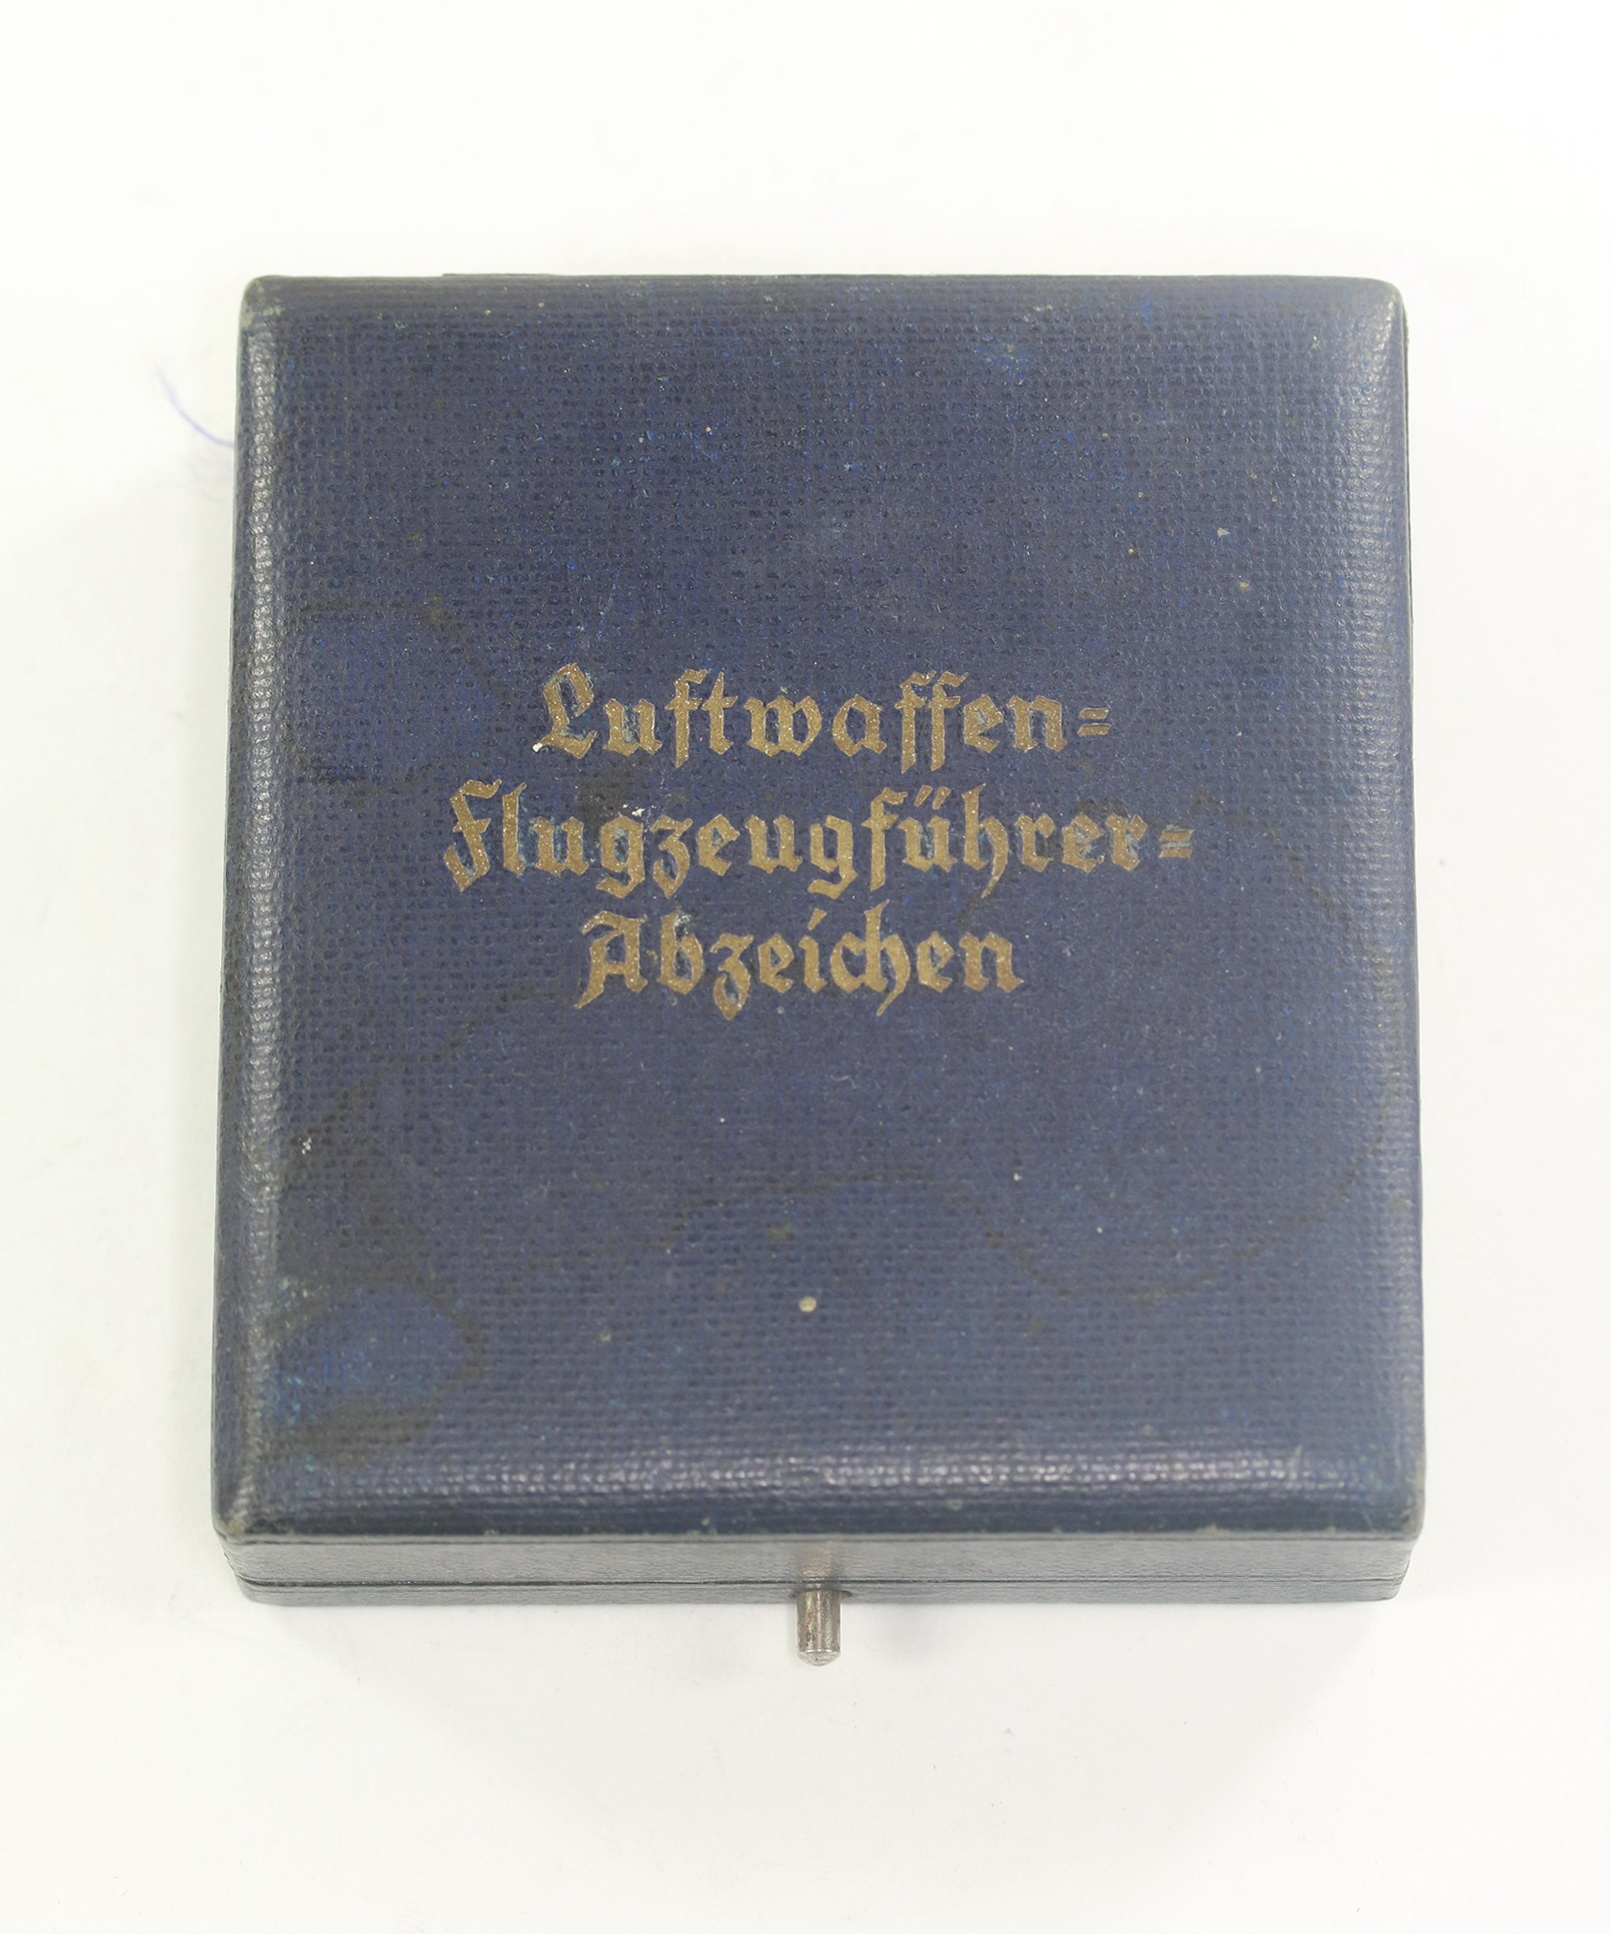 Luftwaffen=
Flugzeugführer=
Abzeichen